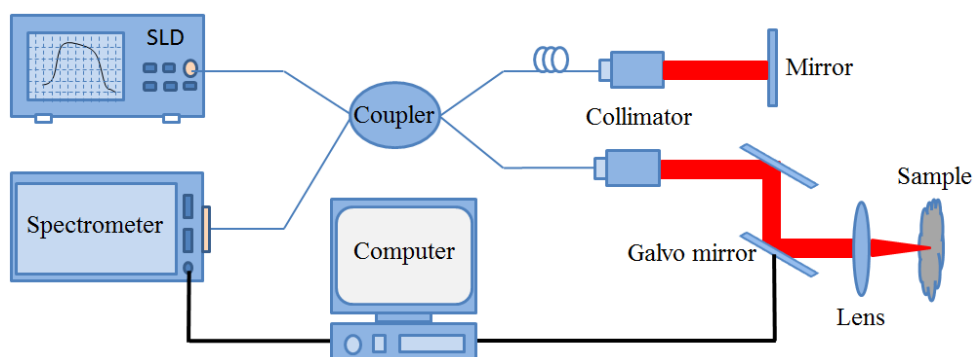 SLD
Mirror
Coupler
Collimator
Sample
Spectrometer
Computer
Galvo mirror
Lens